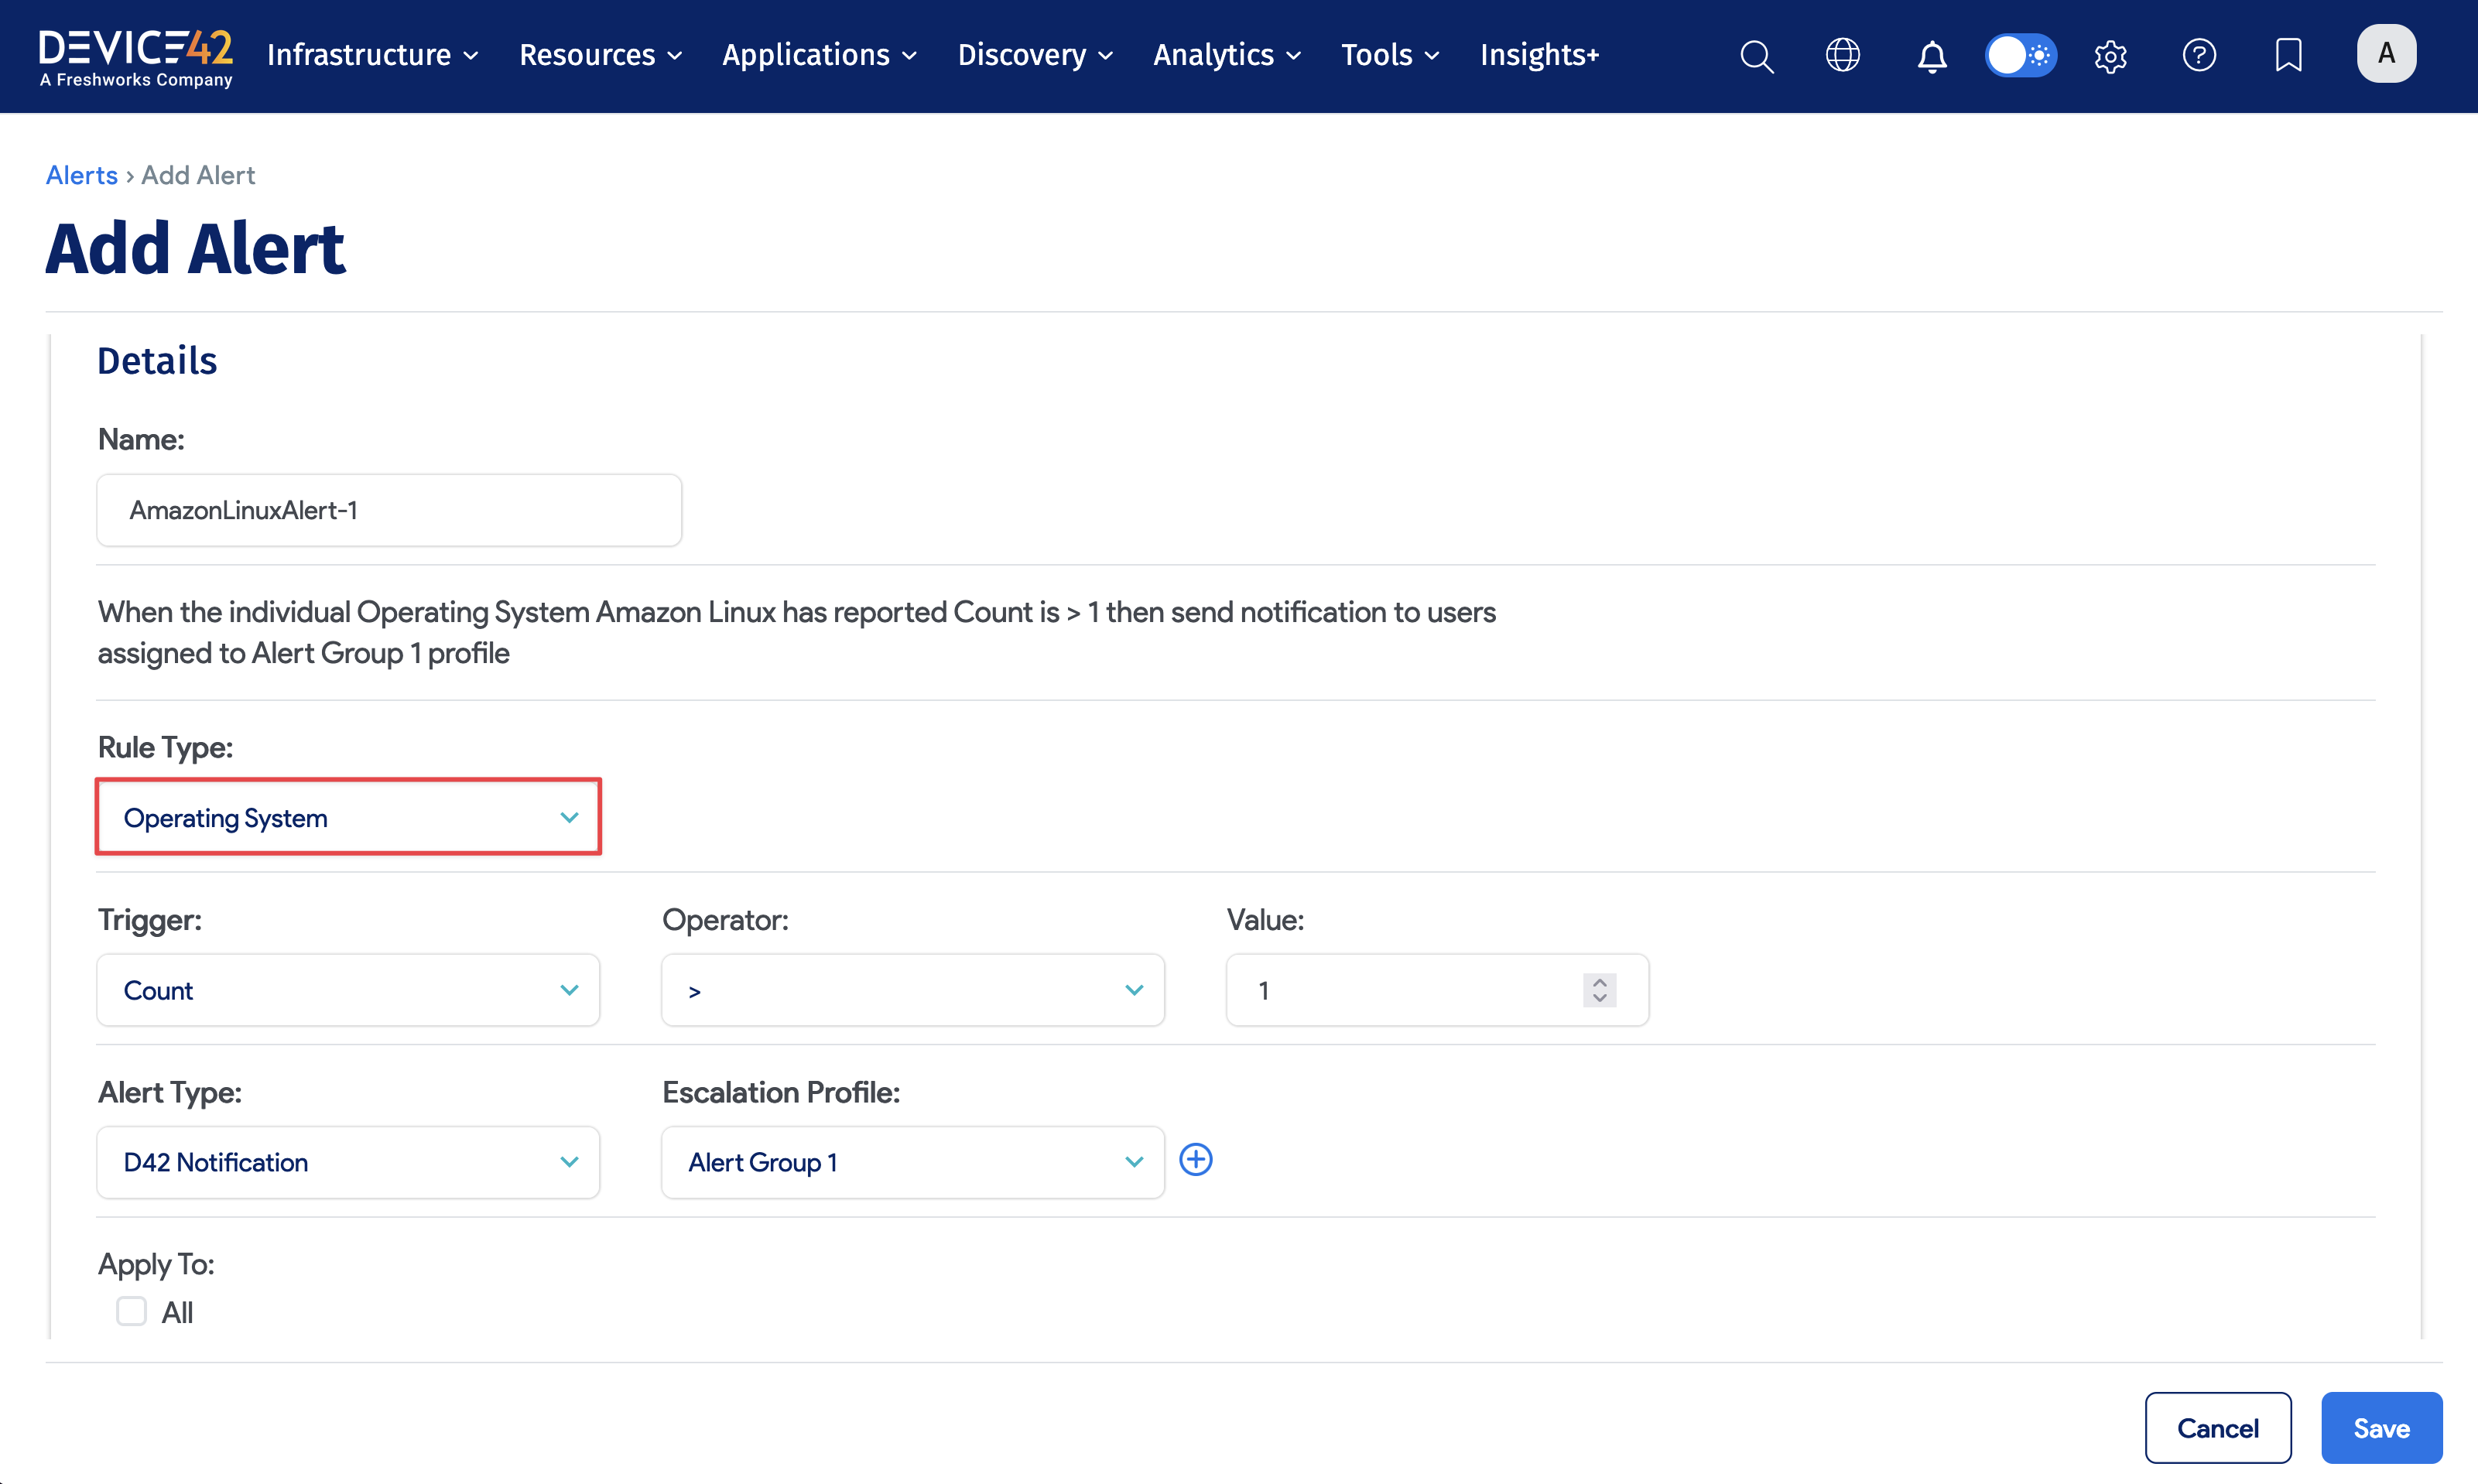 DEVICE42
A Freshworks Company
Infrastructure Resources Applications Discovery Analytics Tools Insights+
A
Alerts › Add Alert
Add Alert
Details
Name:
AmazonLinuxAlert-1
When the individual Operating System Amazon Linux has reported Count is > 1 then send notification to users
assigned to Alert Group 1 profile
Rule Type:
Operating System
Trigger: Operator: Value:
Count > 1
Alert Type: Escalation Profile:
D42 Notification Alert Group 1
Apply To:
All
Cancel Save